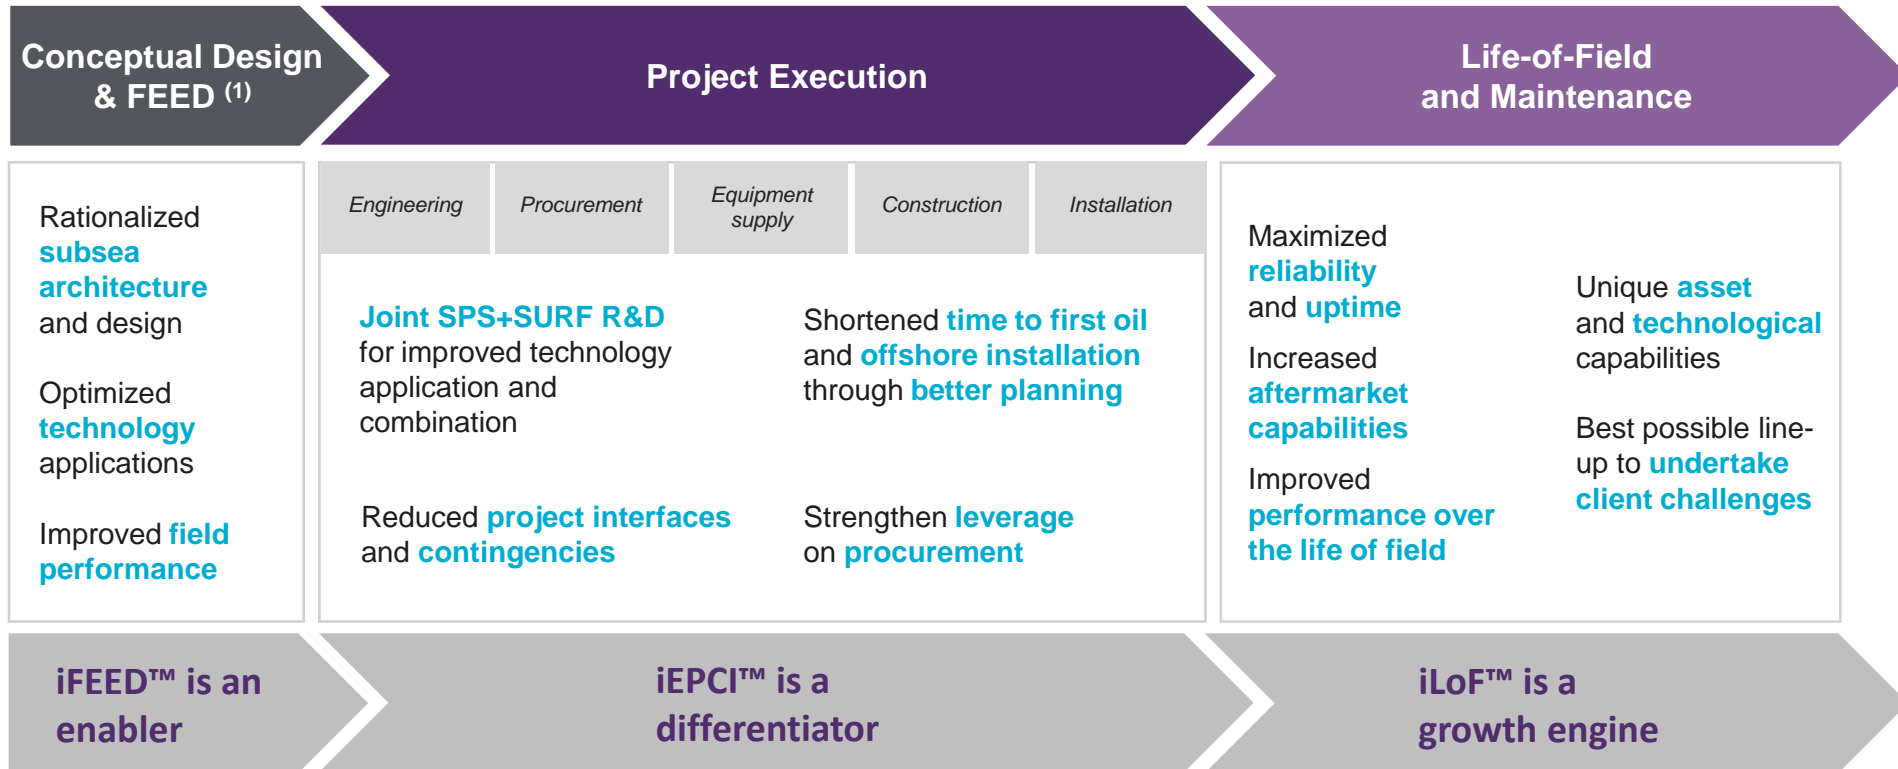 Conceptual Design
& FEED (1)
Project Execution
Life-of-Field
and Maintenance
Rationalized
subsea
architecture
and design
Optimized
technology
applications
Improved field
performance
Engineering
Procurement
Equipment
supply
Construction
Installation
Joint SPS+SURF R&D
for improved technology
application and
combination
Shortened time to first oil
and offshore installation
through better planning
Reduced project interfaces
and contingencies
Strengthen leverage
on procurement
Maximized
reliability
and uptime
Increased
aftermarket
capabilities
Improved
performance over
the life of field
Unique asset
and technological
capabilities
Best possible line-
up to undertake
client challenges
iFEED™ is an
enabler
iEPCI™ is a
differentiator
iLoF™ is a
growth engine